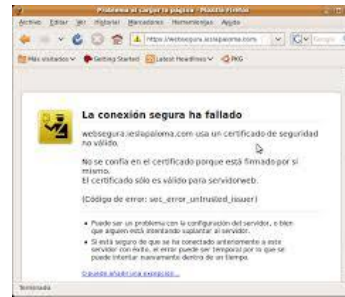 Problema al cargar la página - Mozilla Firefox
Archivo Editar Ver Historial Marcadores Herramientas Ayuda
Más visitados Getting Started Latest Headlines PKG
La conexión segura ha fallado
websegura.ieslapaloma.com usa un certificado de seguridad
no válido.
No se confía en el certificado porque está firmado por sí
mismo.
El certificado sólo es válido para servidorweb.
(Código de error: sec_error_untrusted_issuer)
Puede ser un problema con la configuración del servidor, o bien
que alguien está intentando suplantar al servidor.
Si está seguro de que se ha conectado anteriormente a este
servidor con éxito, el error puede ser temporal por lo que se
puede intentar nuevamente dentro de un tiempo.
O puede añadir una excepción...
Terminado